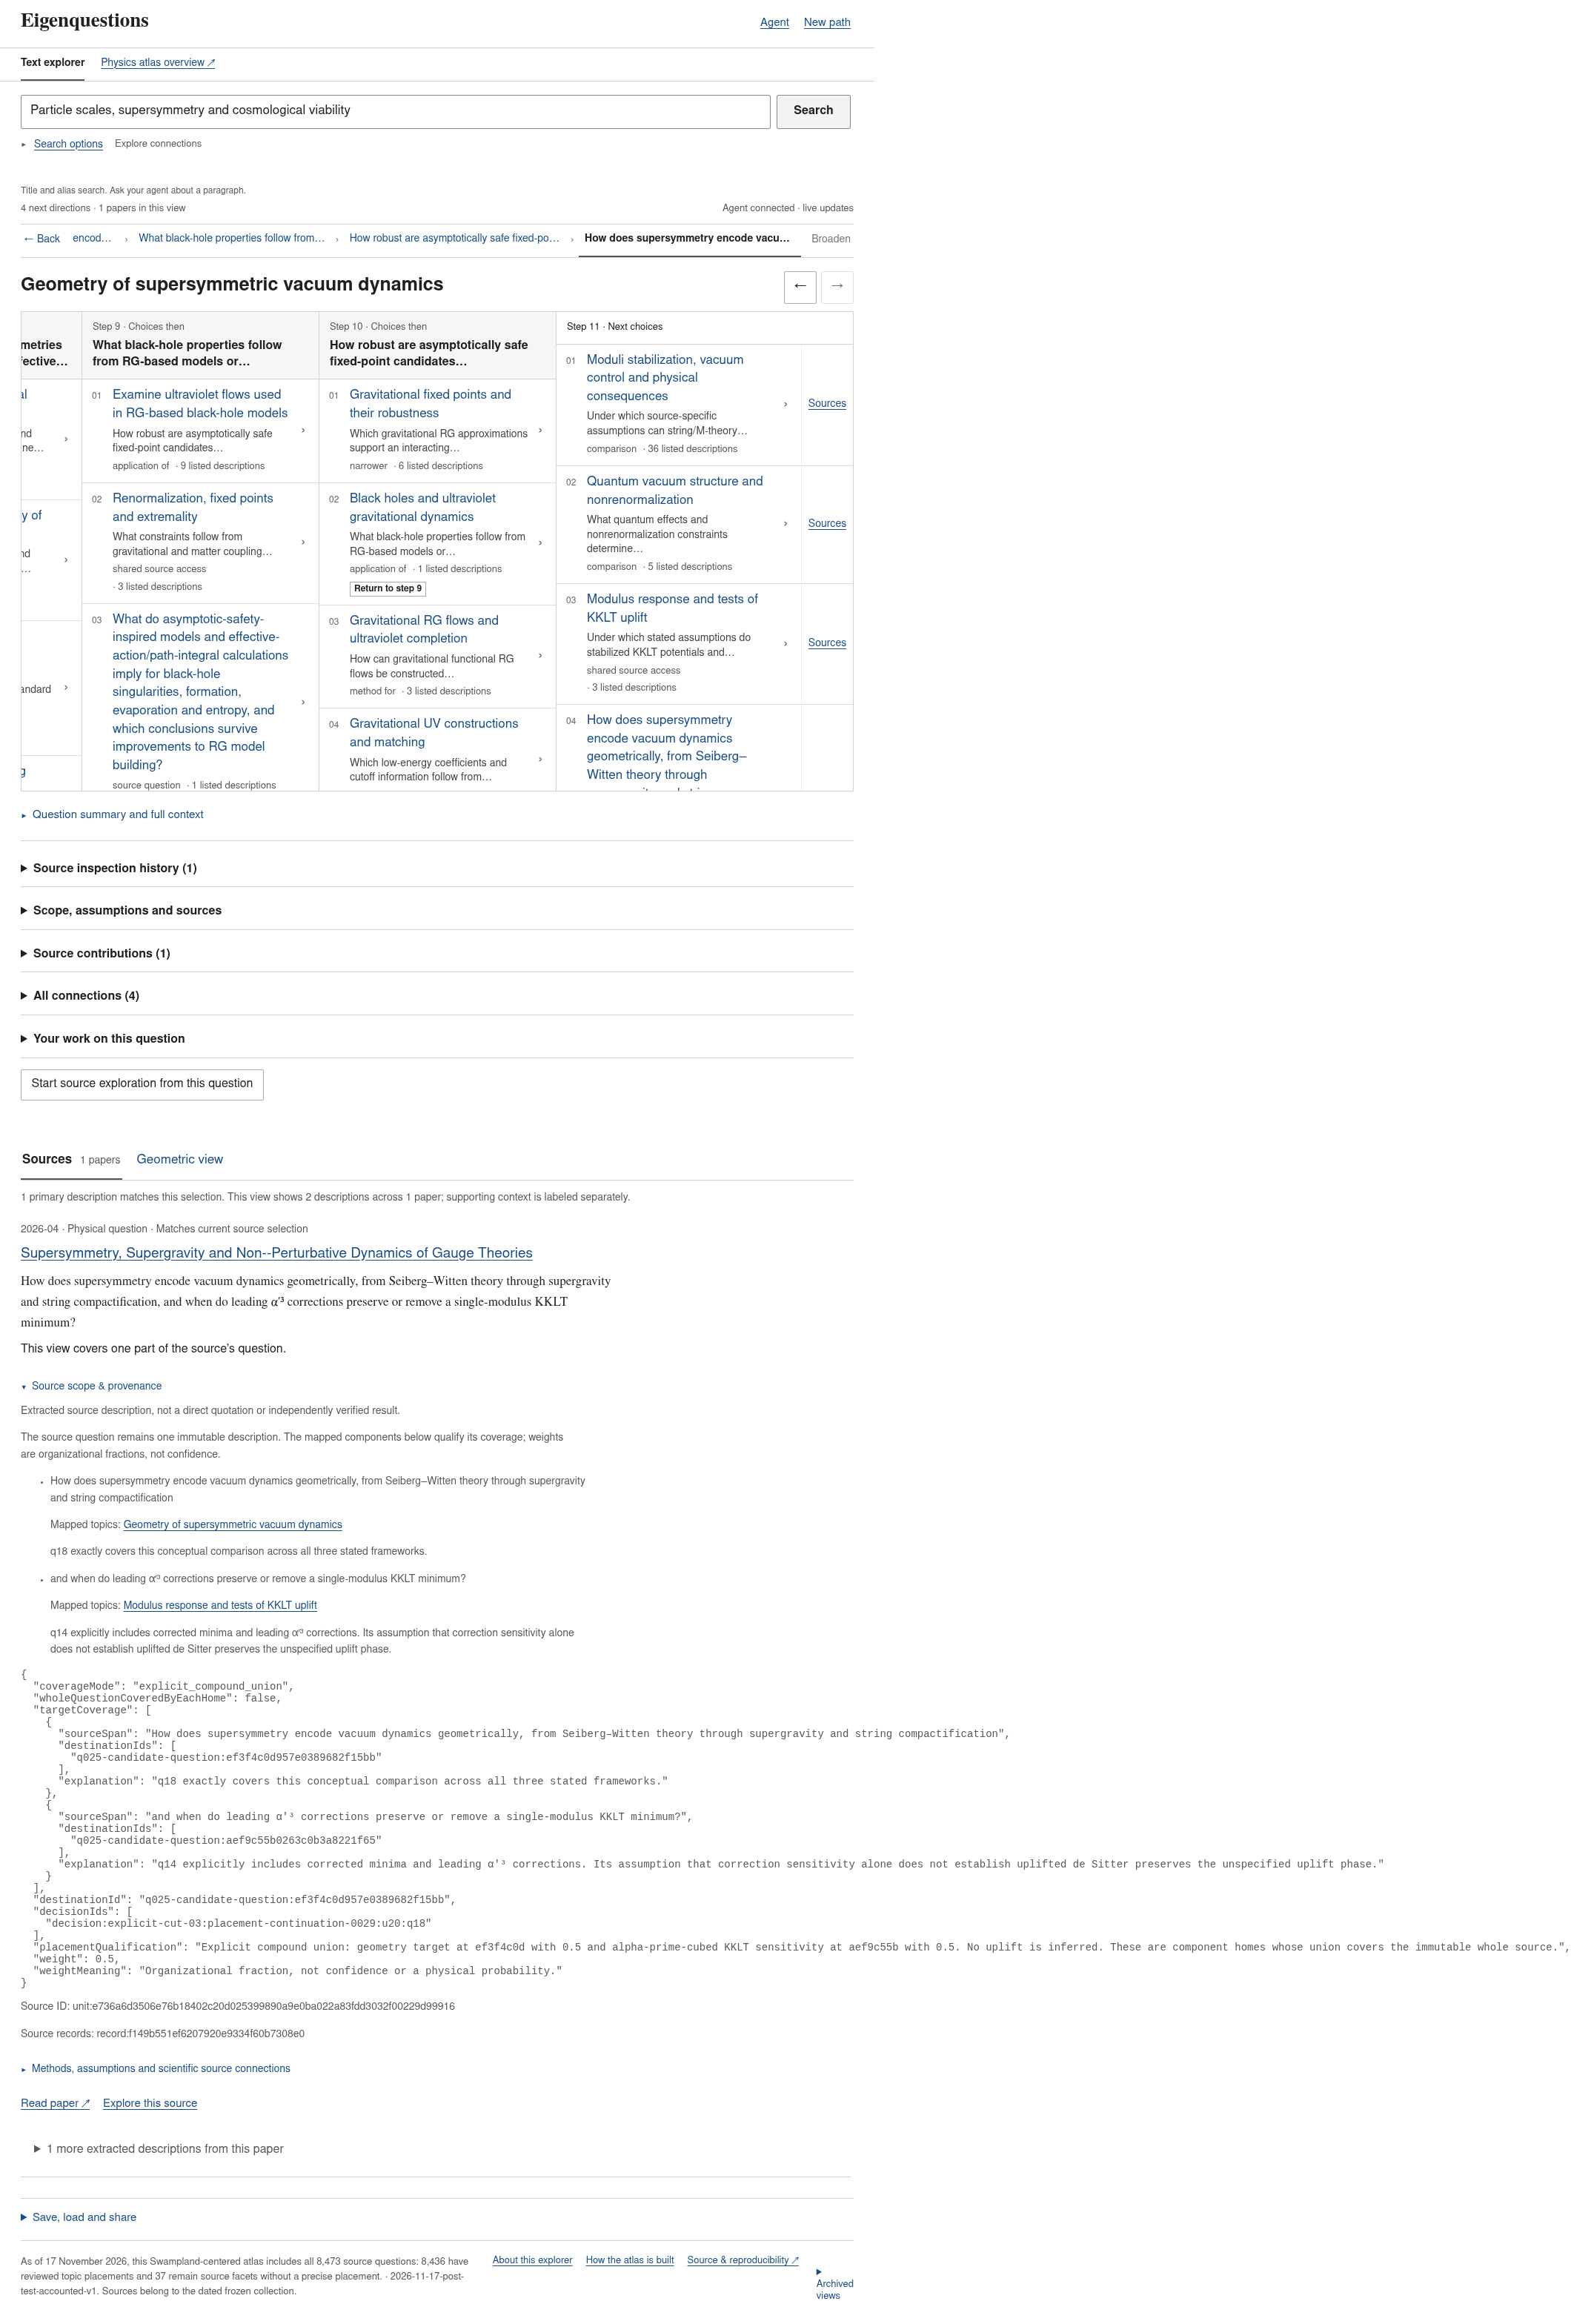 Eigenquestions
Agent
New path
Text explorer
Physics atlas overview ↗
Particle scales, supersymmetry and cosmological viability
Search
▸ Search options
Explore connections
Title and alias search. Ask your agent about a paragraph.
4 next directions · 1 papers in this view
Agent connected · live updates
← Back
encod…
›
What black-hole properties follow from…
›
How robust are asymptotically safe fixed-po…
›
How does supersymmetry encode vacu…
Broaden
Geometry of supersymmetric vacuum dynamics
←
→
metries
fective…
al
nd
ne…
›
y of
nd
…
›
andard
›
g
Step 9 · Choices then
What black-hole properties follow
from RG-based models or…
01
Examine ultraviolet flows used
in RG-based black-hole models
How robust are asymptotically safe
fixed-point candidates…
application of · 9 listed descriptions
›
02
Renormalization, fixed points
and extremality
What constraints follow from
gravitational and matter coupling…
shared source access
· 3 listed descriptions
›
03
What do asymptotic-safety-
inspired models and effective-
action/path-integral calculations
imply for black-hole
singularities, formation,
evaporation and entropy, and
which conclusions survive
improvements to RG model
building?
source question · 1 listed descriptions
›
Step 10 · Choices then
How robust are asymptotically safe
fixed-point candidates…
01
Gravitational fixed points and
their robustness
Which gravitational RG approximations
support an interacting…
narrower · 6 listed descriptions
›
02
Black holes and ultraviolet
gravitational dynamics
What black-hole properties follow from
RG-based models or…
application of · 1 listed descriptions
Return to step 9
›
03
Gravitational RG flows and
ultraviolet completion
How can gravitational functional RG
flows be constructed…
method for · 3 listed descriptions
›
04
Gravitational UV constructions
and matching
Which low-energy coefficients and
cutoff information follow from…
›
Step 11 · Next choices
01
Moduli stabilization, vacuum
control and physical
consequences
Under which source-specific
assumptions can string/M-theory…
comparison · 36 listed descriptions
›
Sources
02
Quantum vacuum structure and
nonrenormalization
What quantum effects and
nonrenormalization constraints
determine…
comparison · 5 listed descriptions
›
Sources
03
Modulus response and tests of
KKLT uplift
Under which stated assumptions do
stabilized KKLT potentials and…
shared source access
· 3 listed descriptions
›
Sources
04
How does supersymmetry
encode vacuum dynamics
geometrically, from Seiberg–
Witten theory through
▸ Question summary and full context
▶ Source inspection history (1)
▶ Scope, assumptions and sources
▶ Source contributions (1)
▶ All connections (4)
▶ Your work on this question
Start source exploration from this question
Sources 1 papers
Geometric view
1 primary description matches this selection. This view shows 2 descriptions across 1 paper; supporting context is labeled separately.
2026-04 · Physical question · Matches current source selection
Supersymmetry, Supergravity and Non--Perturbative Dynamics of Gauge Theories
How does supersymmetry encode vacuum dynamics geometrically, from Seiberg–Witten theory through supergravity
and string compactification, and when do leading α′³ corrections preserve or remove a single-modulus KKLT
minimum?
This view covers one part of the source's question.
▾ Source scope & provenance
Extracted source description, not a direct quotation or independently verified result.
The source question remains one immutable description. The mapped components below qualify its coverage; weights
are organizational fractions, not confidence.
• How does supersymmetry encode vacuum dynamics geometrically, from Seiberg–Witten theory through supergravity
and string compactification
Mapped topics: Geometry of supersymmetric vacuum dynamics
q18 exactly covers this conceptual comparison across all three stated frameworks.
• and when do leading α′³ corrections preserve or remove a single-modulus KKLT minimum?
Mapped topics: Modulus response and tests of KKLT uplift
q14 explicitly includes corrected minima and leading α′³ corrections. Its assumption that correction sensitivity alone
does not establish uplifted de Sitter preserves the unspecified uplift phase.
{
"coverageMode": "explicit_compound_union",
"wholeQuestionCoveredByEachHome": false,
"targetCoverage": [
{
"sourceSpan": "How does supersymmetry encode vacuum dynamics geometrically, from Seiberg–Witten theory through supergravity and string compactification",
"destinationIds": [
"q025-candidate-question:ef3f4c0d957e0389682f15bb"
],
"explanation": "q18 exactly covers this conceptual comparison across all three stated frameworks."
},
{
"sourceSpan": "and when do leading α′³ corrections preserve or remove a single-modulus KKLT minimum?",
"destinationIds": [
"q025-candidate-question:aef9c55b0263c0b3a8221f65"
],
"explanation": "q14 explicitly includes corrected minima and leading α′³ corrections. Its assumption that correction sensitivity alone does not establish uplifted de Sitter preserves the unspecified uplift phase."
}
],
"destinationId": "q025-candidate-question:ef3f4c0d957e0389682f15bb",
"decisionIds": [
"decision:explicit-cut-03:placement-continuation-0029:u20:q18"
],
"placementQualification": "Explicit compound union: geometry target at ef3f4c0d with 0.5 and alpha-prime-cubed KKLT sensitivity at aef9c55b with 0.5. No uplift is inferred. These are component homes whose union covers the immutable whole source.",
"weight": 0.5,
"weightMeaning": "Organizational fraction, not confidence or a physical probability."
}
Source ID: unit:e736a6d3506e76b18402c20d025399890a9e0ba022a83fdd3032f00229d99916
Source records: record:f149b551ef6207920e9334f60b7308e0
▸ Methods, assumptions and scientific source connections
Read paper ↗
Explore this source
▶ 1 more extracted descriptions from this paper
▶ Save, load and share
As of 17 November 2026, this Swampland-centered atlas includes all 8,473 source questions: 8,436 have
reviewed topic placements and 37 remain source facets without a precise placement. · 2026-11-17-post-
test-accounted-v1. Sources belong to the dated frozen collection.
About this explorer
How the atlas is built
Source & reproducibility ↗
▶
Archived
views